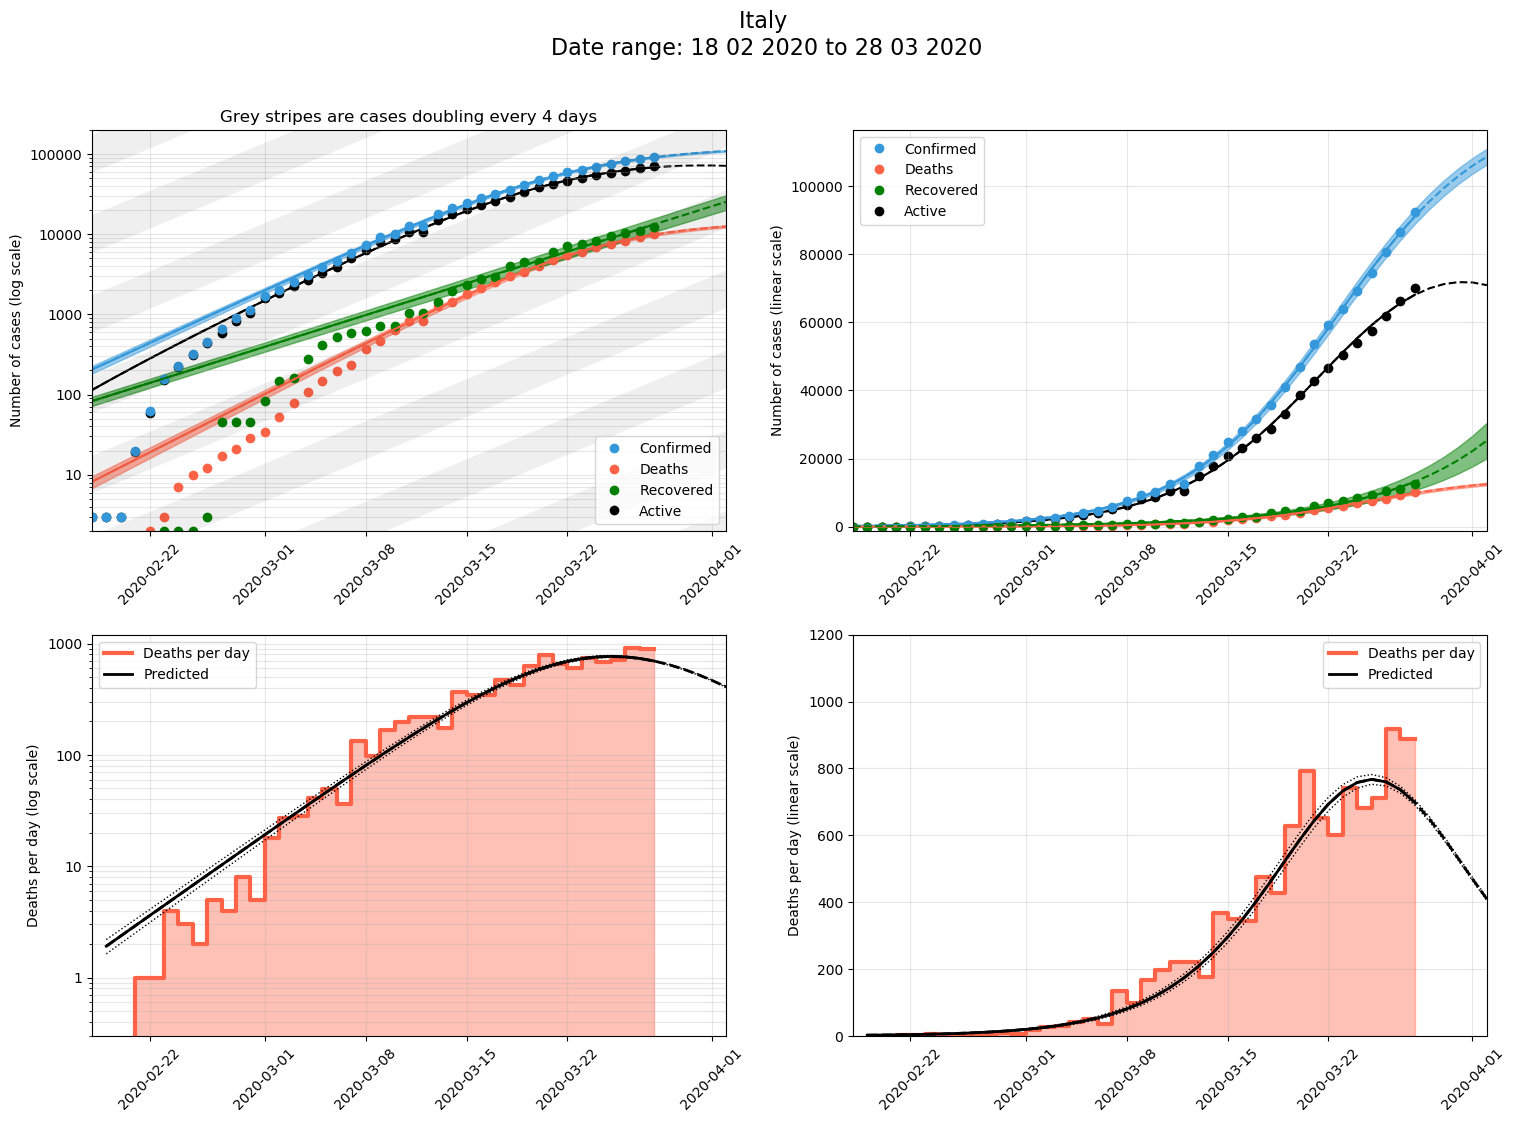 Italy
Date range: 18 02 2020 to 28 03 2020
Grey stripes are cases doubling every 4 days
Number of cases (log scale)
100000
10000
1000
100
10
Confirmed
Deaths
Recovered
Active
2020-02-22
2020-03-01
2020-03-08
2020-03-15
2020-03-22
2020-04-01
Number of cases (linear scale)
100000
80000
60000
40000
20000
0
Confirmed
Deaths
Recovered
Active
2020-02-22
2020-03-01
2020-03-08
2020-03-15
2020-03-22
2020-04-01
Deaths per day (log scale)
1000
100
10
1
Deaths per day
Predicted
2020-02-22
2020-03-01
2020-03-08
2020-03-15
2020-03-22
2020-04-01
Deaths per day (linear scale)
1200
1000
800
600
400
200
0
Deaths per day
Predicted
2020-02-22
2020-03-01
2020-03-08
2020-03-15
2020-03-22
2020-04-01